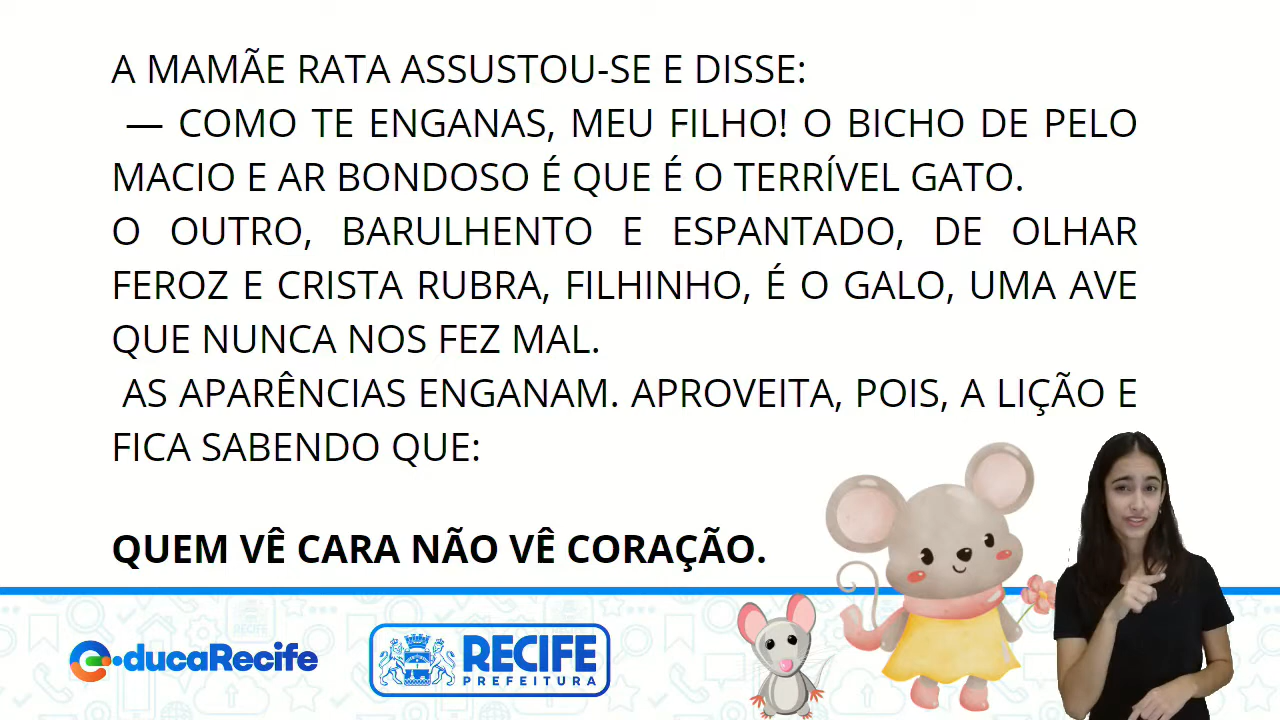 A MAMÃE RATA ASSUSTOU-SE E DISSE:
— COMO TE ENGANAS, MEU FILHO! O BICHO DE PELO
MACIO E AR BONDOSO É QUE É O TERRÍVEL GATO.
O OUTRO, BARULHENTO E ESPANTADO, DE OLHAR
FEROZ E CRISTA RUBRA, FILHINHO, É O GALO, UMA AVE
QUE NUNCA NOS FEZ MAL.
AS APARÊNCIAS ENGANAM. APROVEITA, POIS, A LIÇÃO E
FICA SABENDO QUE:
QUEM VÊ CARA NÃO VÊ CORAÇÃO.
EducaRecife
RECIFE
PREFEITURA